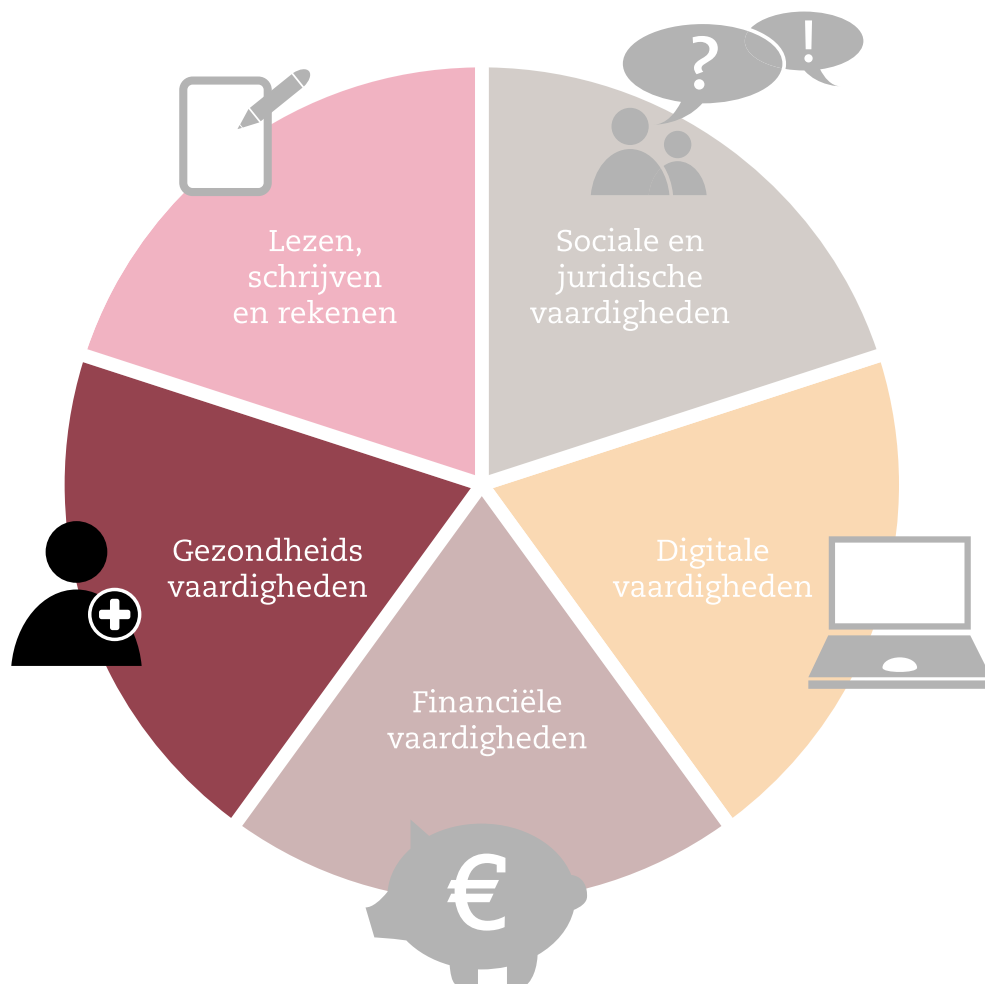 ?
!
Lezen,
schrijven
en rekenen
Sociale en
juridische
vaardigheden
Gezondheids
vaardigheden
Digitale
vaardigheden
Financiële
vaardigheden
€